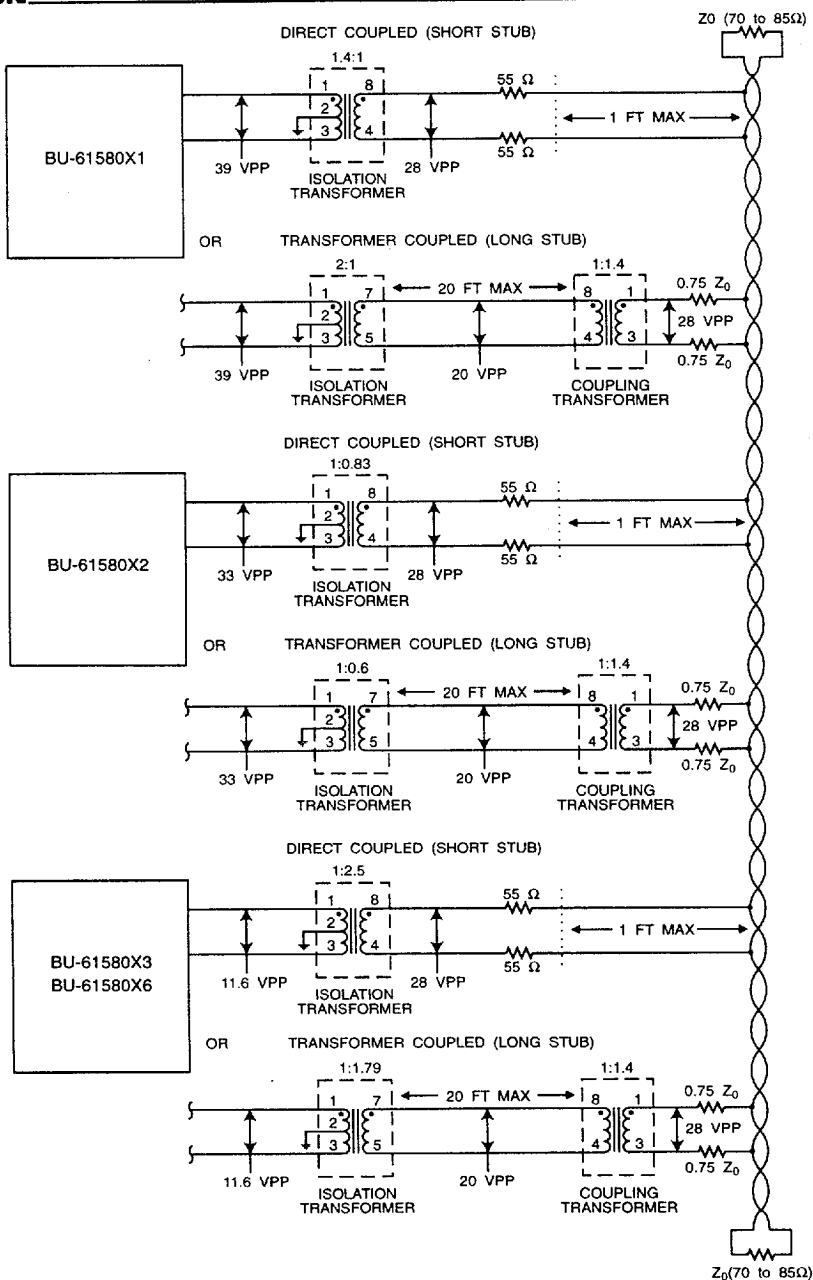 Z0 (70 to 85Ω)
DIRECT COUPLED (SHORT STUB)
1.4:1
BU-61580X1
1
2
3
8
4
39 VPP
28 VPP
55 Ω
55 Ω
1 FT MAX
ISOLATION
TRANSFORMER
OR
TRANSFORMER COUPLED (LONG STUB)
2:1
1:1.4
1
2
3
7
5
20 FT MAX
8
4
1
3
0.75 Z0
28 VPP
0.75 Z0
39 VPP
20 VPP
ISOLATION
TRANSFORMER
COUPLING
TRANSFORMER
DIRECT COUPLED (SHORT STUB)
1:0.83
BU-61580X2
1
2
3
8
4
33 VPP
28 VPP
55 Ω
55 Ω
1 FT MAX
ISOLATION
TRANSFORMER
OR
TRANSFORMER COUPLED (LONG STUB)
1:0.6
1:1.4
1
2
3
7
5
20 FT MAX
8
4
1
3
0.75 Z0
28 VPP
0.75 Z0
33 VPP
20 VPP
ISOLATION
TRANSFORMER
COUPLING
TRANSFORMER
DIRECT COUPLED (SHORT STUB)
1:2.5
BU-61580X3
BU-61580X6
1
2
3
8
4
11.6 VPP
28 VPP
55 Ω
55 Ω
1 FT MAX
ISOLATION
TRANSFORMER
OR
TRANSFORMER COUPLED (LONG STUB)
1:1.79
1:1.4
1
2
3
7
5
20 FT MAX
8
4
1
3
0.75 Z0
28 VPP
0.75 Z0
11.6 VPP
20 VPP
ISOLATION
TRANSFORMER
COUPLING
TRANSFORMER
Z0(70 to 85Ω)